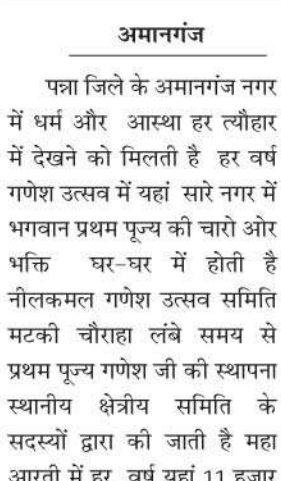 अमानगंज
पन्ना जिले के अमानगंज नगर
में धर्म और आस्था हर त्यौहार
में देखने को मिलती है हर वर्ष
गणेश उत्सव में यहां सारे नगर में
भगवान प्रथम पूज्य की चारो ओर
भक्ति घर-घर में होती है
नीलकमल गणेश उत्सव समिति
मटकी चौराहा लंबे समय से
प्रथम पूज्य गणेश जी की स्थापना
स्थानीय क्षेत्रीय समिति के
सदस्यों द्वारा की जाती है महा
आरती में हर वर्ष यहां 11 हजार